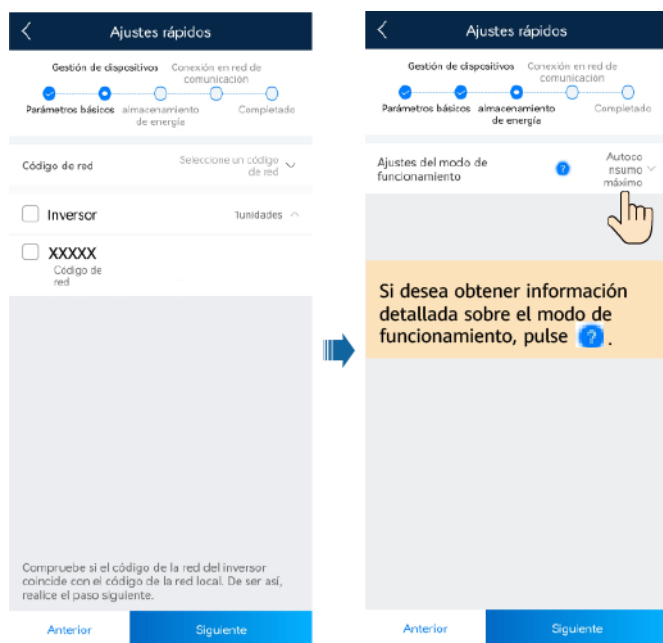 Ajustes rápidos
Gestión de dispositivos Conexión en red de
comunicación
Parámetros básicos almacenamiento Completado
de energía
Código de red Seleccione un código
de red
Inversor 1unidades
XXXXX
Código de
red
Compruebe si el código de la red del inversor
coincide con el código de la red local. De ser así,
realice el paso siguiente.
Anterior Siguiente
Ajustes rápidos
Gestión de dispositivos Conexión en red de
comunicación
Parámetros básicos almacenamiento Completado
de energía
Ajustes del modo de
funcionamiento ? Autoco
nsumo
máximo
Si desea obtener información
detallada sobre el modo de
funcionamiento, pulse ? .
Anterior Siguiente